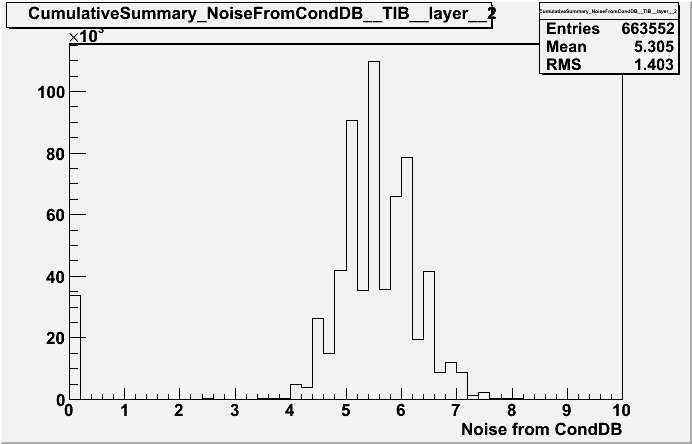 CumulativeSummary_NoiseFromCondDB__TIB__layer__2
CumulativeSummary_NoiseFromCondDB__TIB__layer__2
Entries 663552
Mean 5.305
RMS 1.403
×10³
100
80
60
40
20
0
0 1 2 3 4 5 6 7 8 9 10
Noise from CondDB